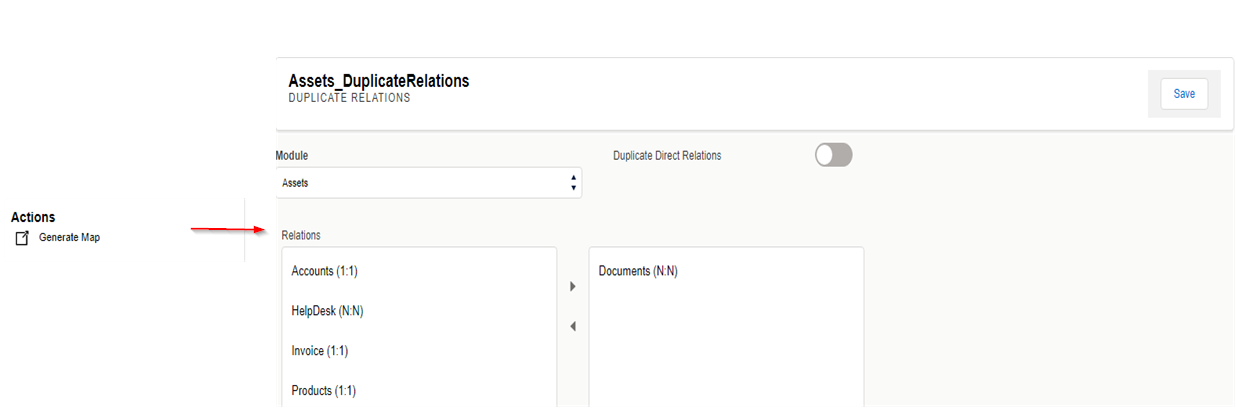 Assets_DuplicateRelations
DUPLICATE RELATIONS
Save
Module
Duplicate Direct Relations
Assets
Actions
Generate Map
Relations
Accounts (1:1)
Documents (N:N)
HelpDesk (N:N)
Invoice (1:1)
Products (1:1)